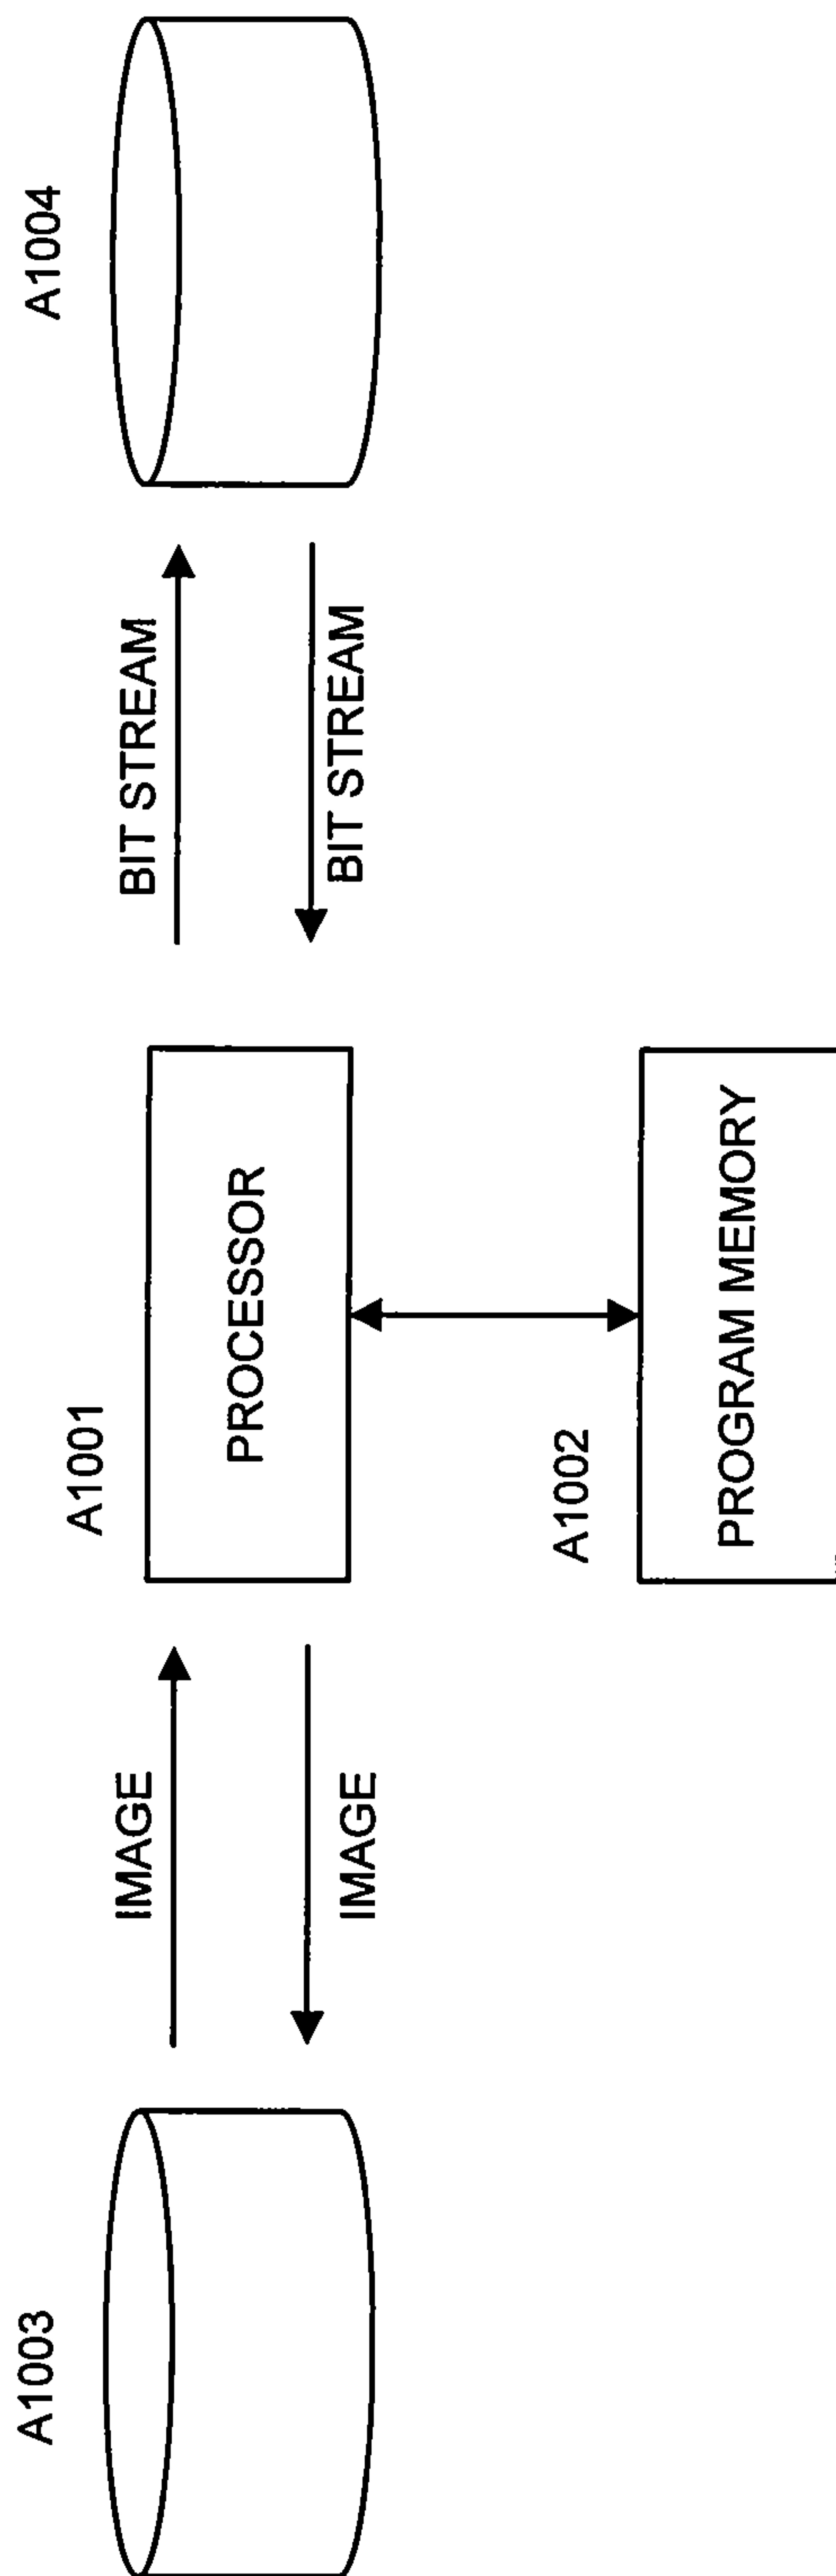 A1003
IMAGE
IMAGE
A1001
PROCESSOR
A1002
PROGRAM MEMORY
BIT STREAM
BIT STREAM
A1004